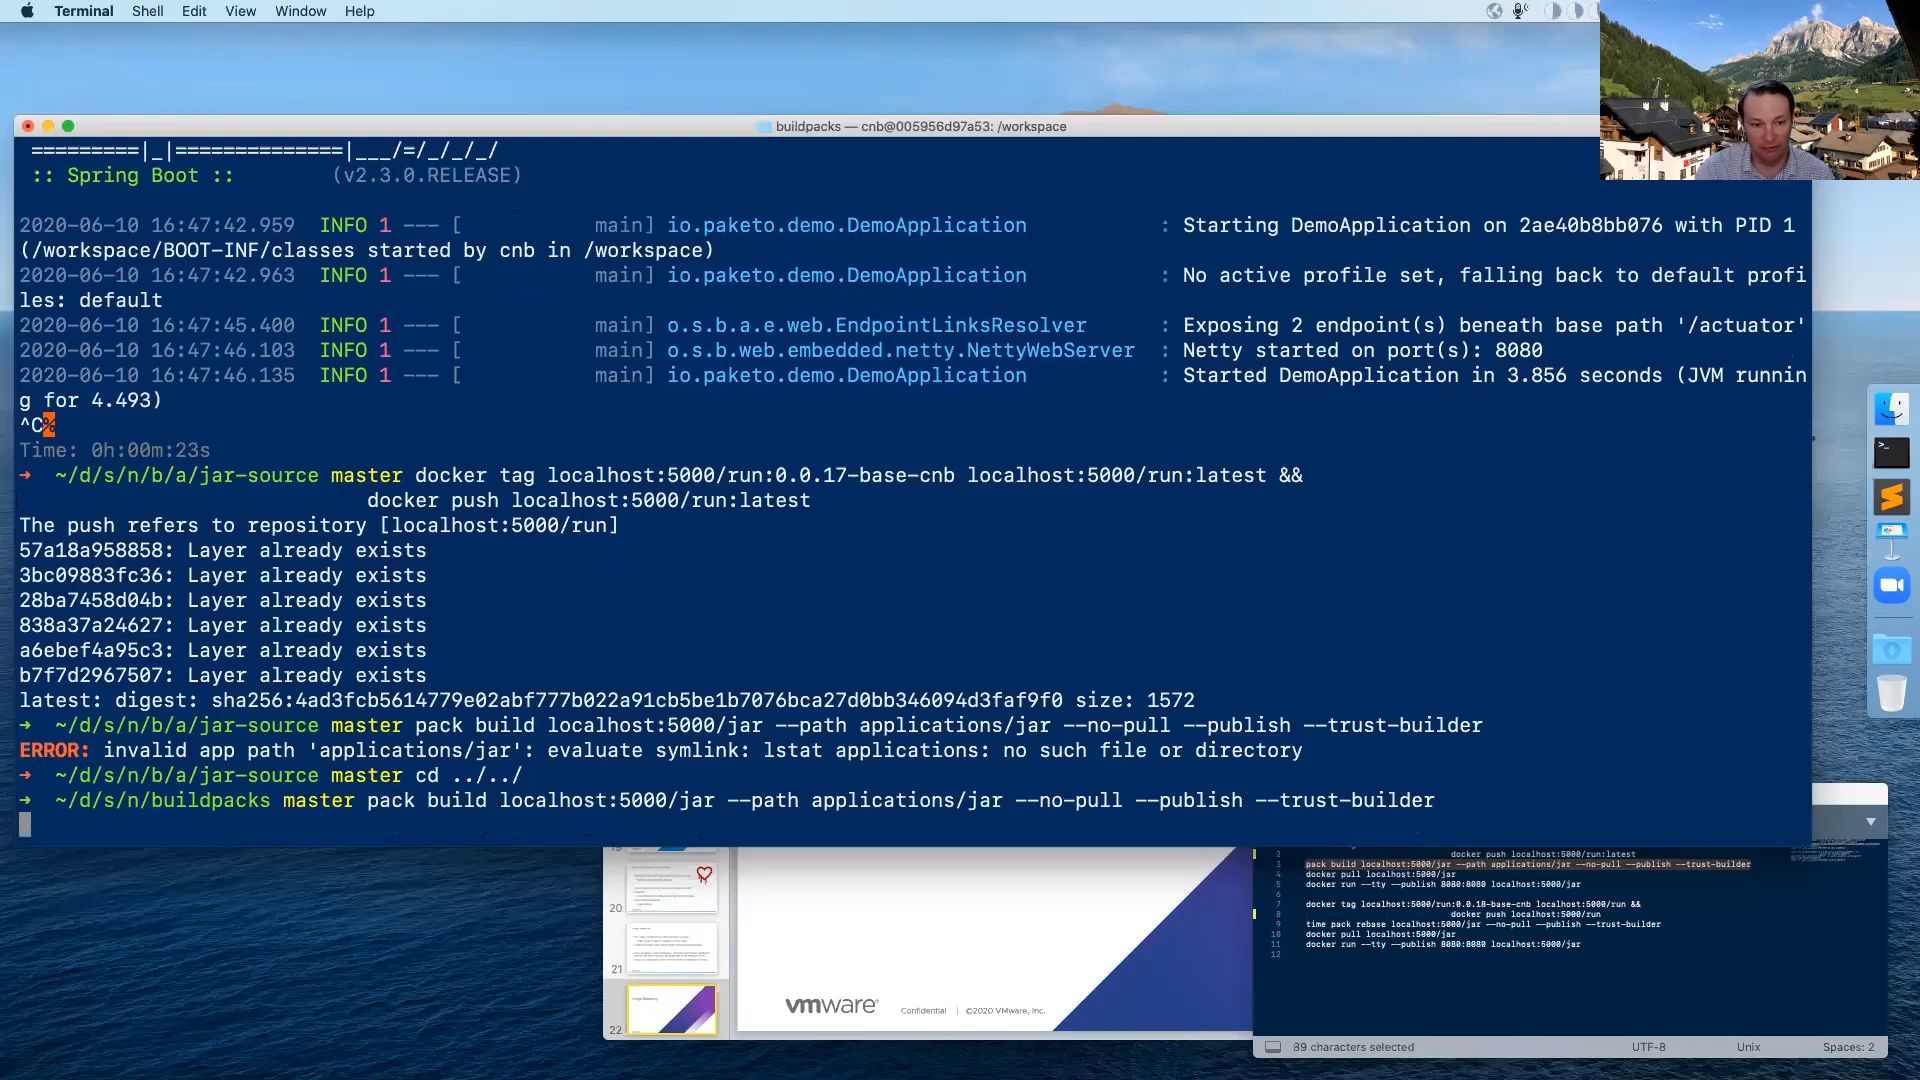 Terminal Shell Edit View Window Help
buildpacks — cnb@005956d97a53: /workspace
=========|_|==============|___/=/_/_/_/
:: Spring Boot :: (v2.3.0.RELEASE)
2020-06-10 16:47:42.959 INFO 1 --- [ main] io.paketo.demo.DemoApplication : Starting DemoApplication on 2ae40b8bb076 with PID 1
(/workspace/BOOT-INF/classes started by cnb in /workspace)
2020-06-10 16:47:42.963 INFO 1 --- [ main] io.paketo.demo.DemoApplication : No active profile set, falling back to default profi
les: default
2020-06-10 16:47:45.400 INFO 1 --- [ main] o.s.b.a.e.web.EndpointLinksResolver : Exposing 2 endpoint(s) beneath base path '/actuator'
2020-06-10 16:47:46.103 INFO 1 --- [ main] o.s.b.web.embedded.netty.NettyWebServer : Netty started on port(s): 8080
2020-06-10 16:47:46.135 INFO 1 --- [ main] io.paketo.demo.DemoApplication : Started DemoApplication in 3.856 seconds (JVM runnin
g for 4.493)
^C%
Time: 0h:00m:23s
➜ ~/d/s/n/b/a/jar-source master docker tag localhost:5000/run:0.0.17-base-cnb localhost:5000/run:latest &&
docker push localhost:5000/run:latest
The push refers to repository [localhost:5000/run]
57a18a958858: Layer already exists
3bc09883fc36: Layer already exists
28ba7458d04b: Layer already exists
838a37a24627: Layer already exists
a6ebef4a95c3: Layer already exists
b7f7d2967507: Layer already exists
latest: digest: sha256:4ad3fcb5614779e02abf777b022a91cb5be1b7076bca27d0bb346094d3faf9f0 size: 1572
➜ ~/d/s/n/b/a/jar-source master pack build localhost:5000/jar --path applications/jar --no-pull --publish --trust-builder
ERROR: invalid app path 'applications/jar': evaluate symlink: lstat applications: no such file or directory
➜ ~/d/s/n/b/a/jar-source master cd ../../
➜ ~/d/s/n/buildpacks master pack build localhost:5000/jar --path applications/jar --no-pull --publish --trust-builder
20
21
22
vmware Confidential | ©2020 VMware, Inc.
2 docker push localhost:5000/run:latest
3 pack build localhost:5000/jar --path applications/jar --no-pull --publish --trust-builder
4 docker pull localhost:5000/jar
5 docker run --tty --publish 8080:8080 localhost:5000/jar
6
7 docker tag localhost:5000/run:0.0.18-base-cnb localhost:5000/run &&
8 docker push localhost:5000/run
9 time pack rebase localhost:5000/jar --no-pull --publish --trust-builder
10 docker pull localhost:5000/jar
11 docker run --tty --publish 8080:8080 localhost:5000/jar
12
89 characters selected UTF-8 Unix Spaces: 2